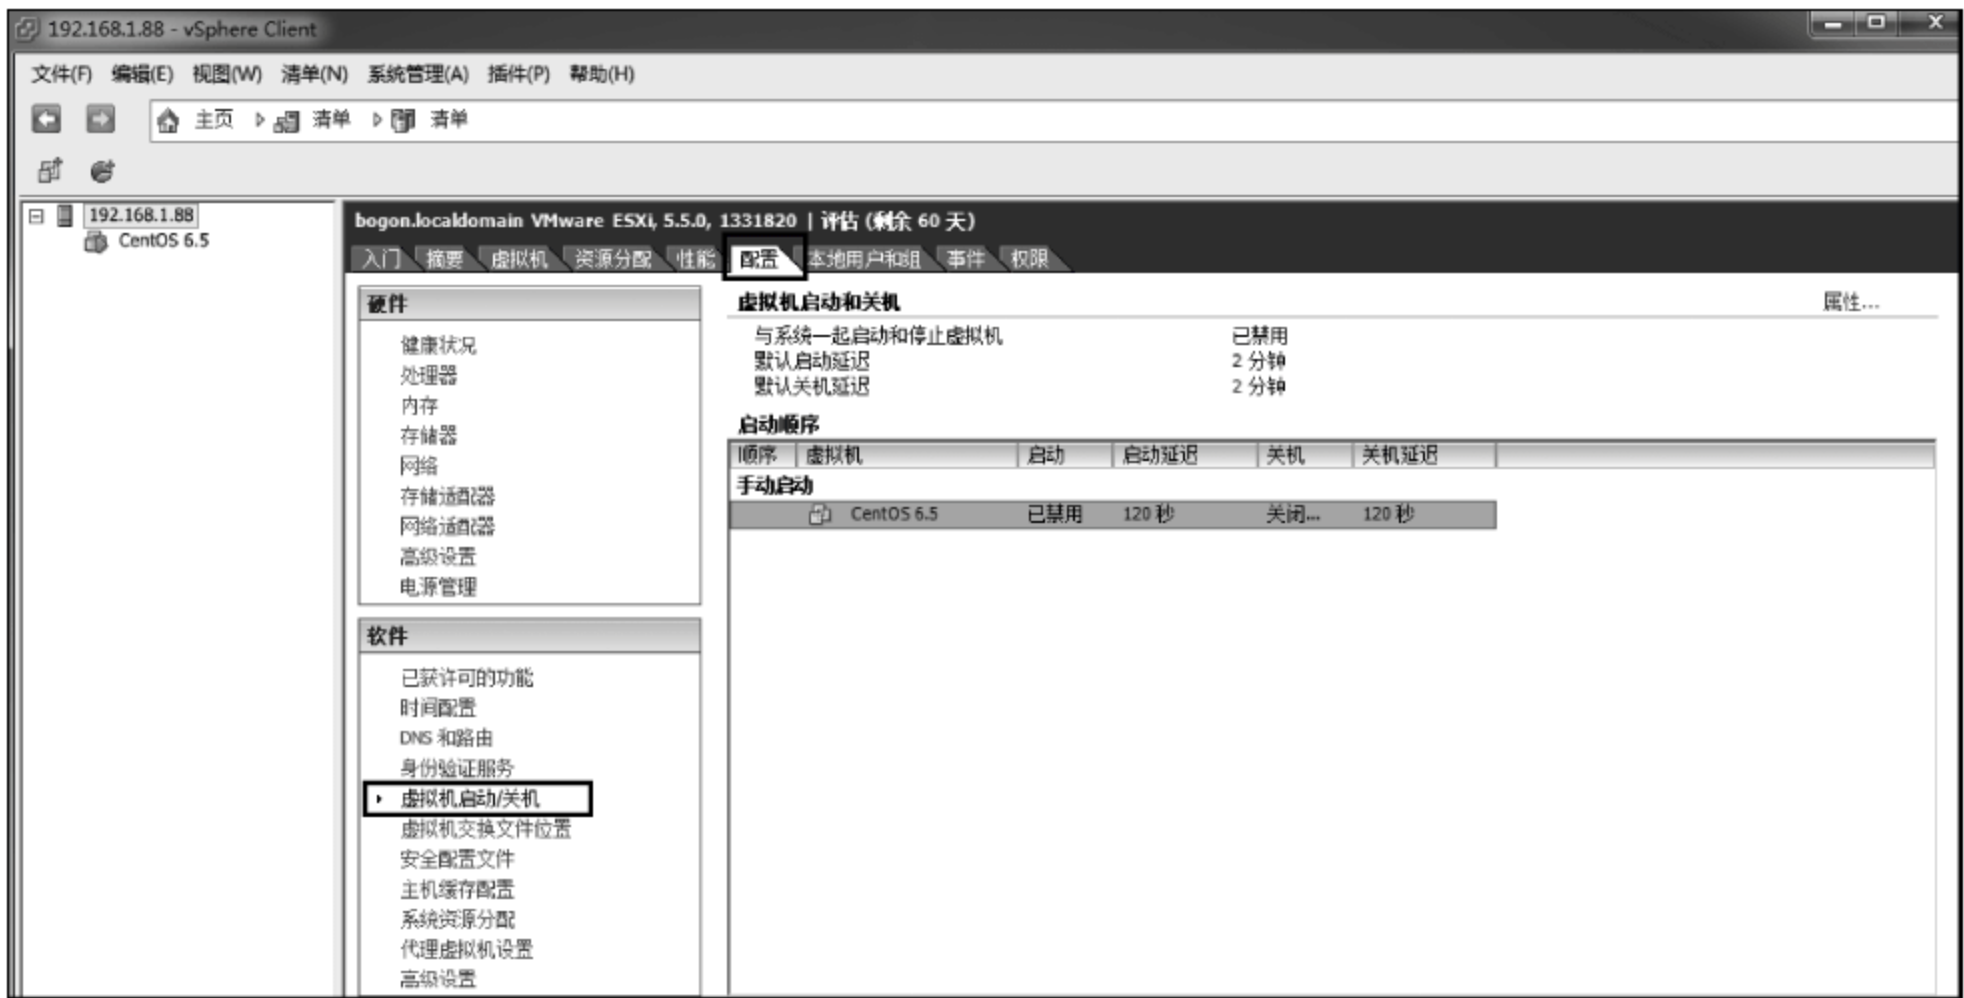 192.168.1.88 - vSphere Client
文件(F) 编辑(E) 视图(W) 清单(N) 系统管理(A) 插件(P) 帮助(H)
主页 清单 清单
192.168.1.88
CentOS 6.5
bogon.localdomain VMware ESXi, 5.5.0, 1331820 | 评估 (剩余 60 天)
入门 摘要 虚拟机 资源分配 性能 配置 本地用户和组 事件 权限
硬件
健康状况
处理器
内存
存储器
网络
存储适配器
网络适配器
高级设置
电源管理
软件
已获许可的功能
时间配置
DNS 和路由
身份验证服务
虚拟机启动/关机
虚拟机交换文件位置
安全配置文件
主机缓存配置
系统资源分配
代理虚拟机设置
高级设置
虚拟机启动和关机 属性...
与系统一起启动和停止虚拟机 已禁用
默认启动延迟 2 分钟
默认关机延迟 2 分钟
启动顺序
顺序 虚拟机 启动 启动延迟 关机 关机延迟
手动启动
CentOS 6.5 已禁用 120 秒 关闭... 120 秒